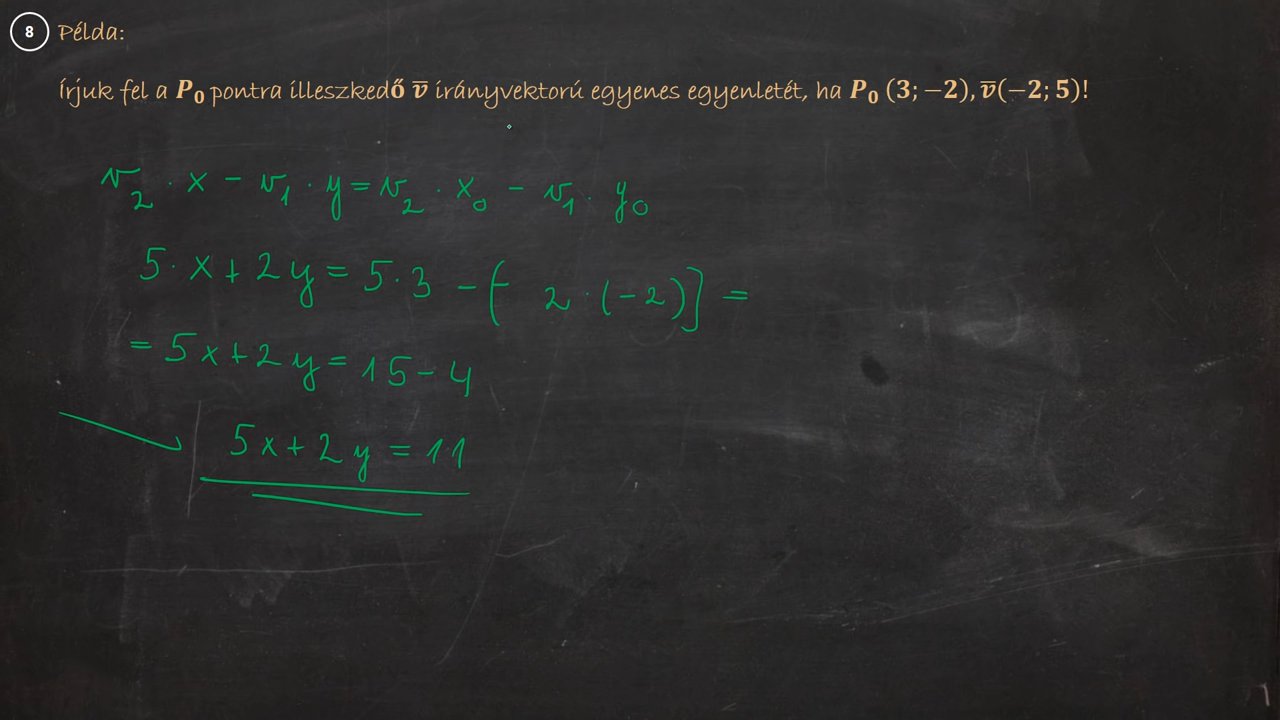 8 Példa:
Írjuk fel a P₀ pontra illeszkedő v̅ irányvektorú egyenes egyenletét, ha P₀ (3; −2), v̅(−2; 5)!
v₂ · x − v₁ · y = v₂ · x₀ − v₁ · y₀
5 · x + 2 y = 5 · 3 − [ 2 · (−2)] =
= 5x + 2y = 15 − 4
5x + 2y = 11